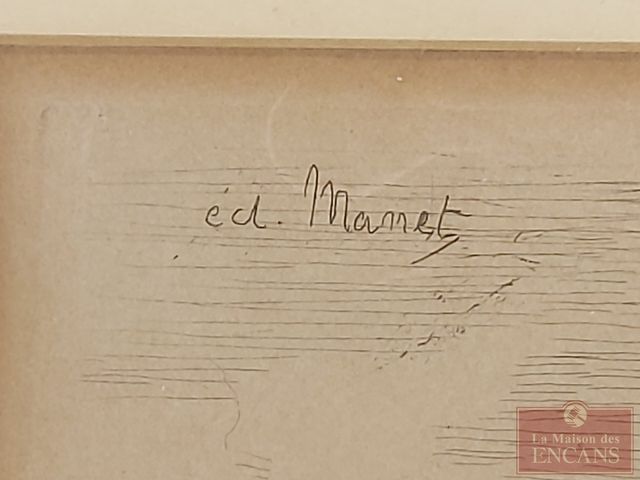 éd. Manet
La Maison des
ENCANS